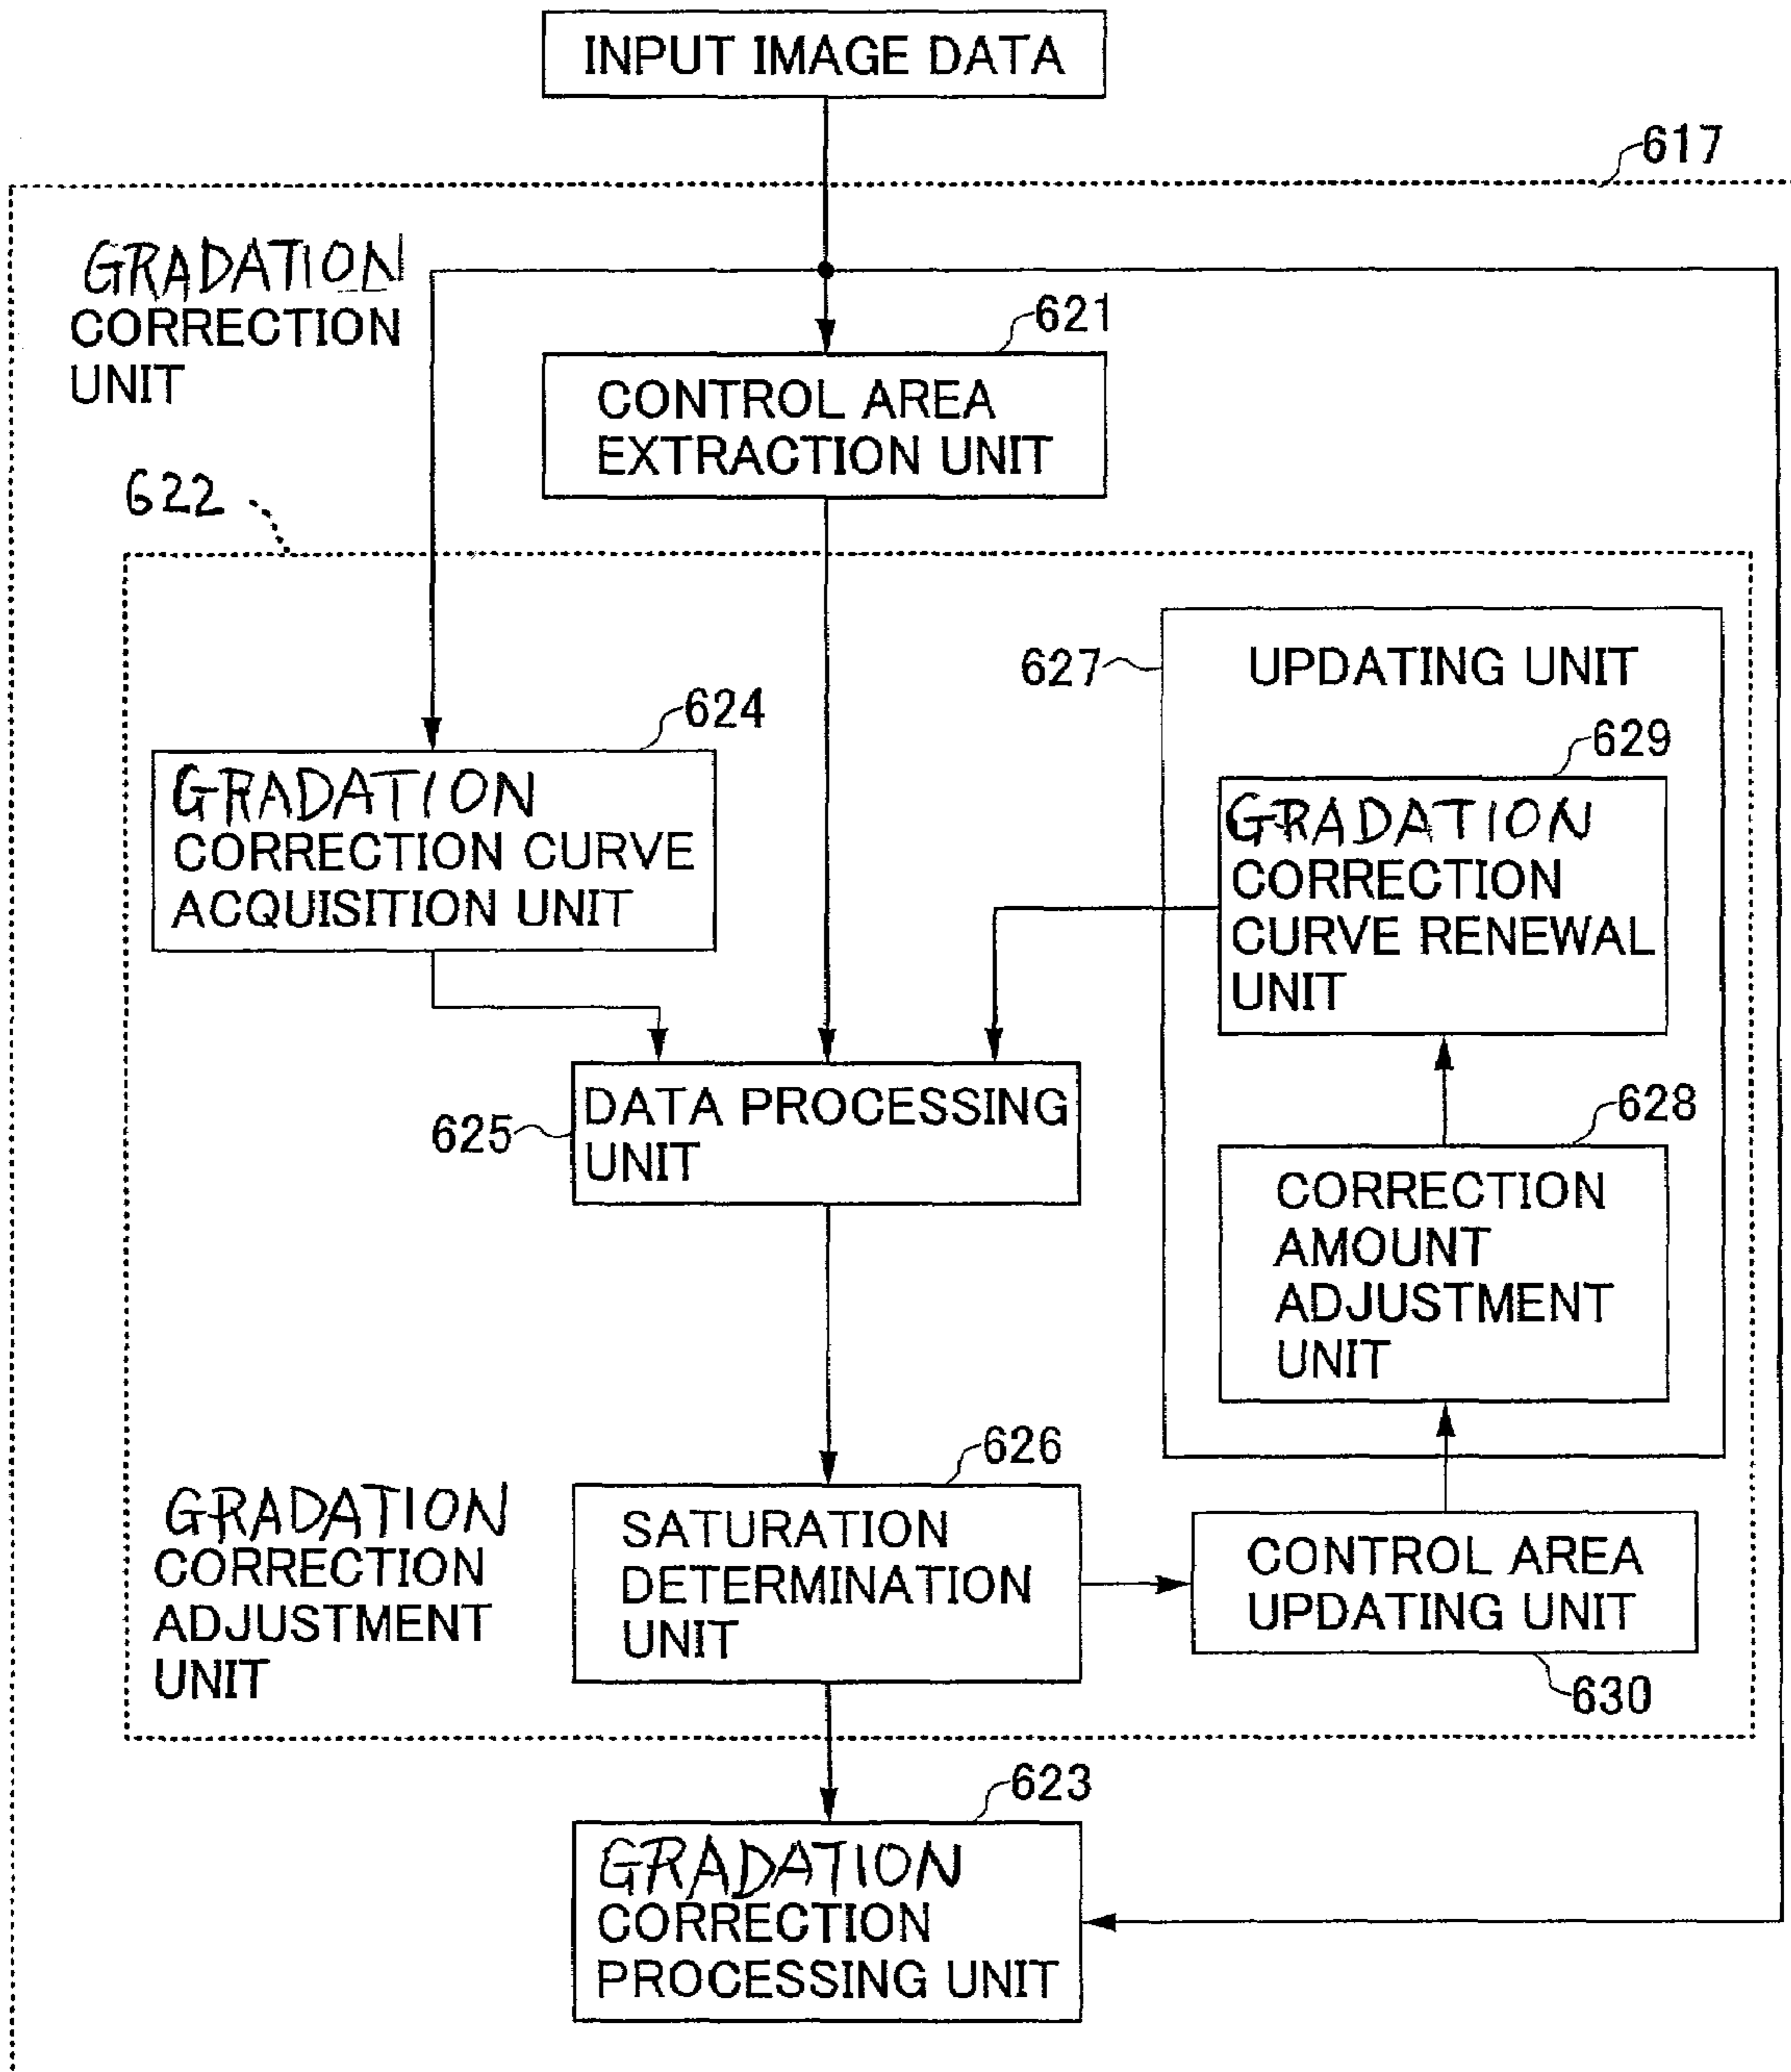 INPUT IMAGE DATA
617
GRADATION
CORRECTION
UNIT
621
CONTROL AREA
EXTRACTION UNIT
622
627
UPDATING UNIT
624
GRADATION
CORRECTION CURVE
ACQUISITION UNIT
629
GRADATION
CORRECTION
CURVE RENEWAL
UNIT
625
DATA PROCESSING
UNIT
628
CORRECTION
AMOUNT
ADJUSTMENT
UNIT
626
GRADATION
CORRECTION
ADJUSTMENT
UNIT
SATURATION
DETERMINATION
UNIT
CONTROL AREA
UPDATING UNIT
630
623
GRADATION
CORRECTION
PROCESSING UNIT